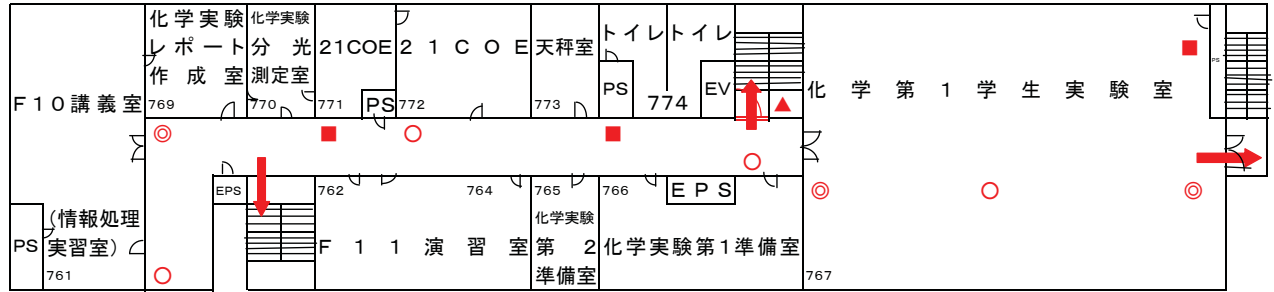 F10講義室
(情報処理
実習室)
PS
761
化学実験
レポート
作成室
769
化学実験
分光
測定室
770
21COE
771
PS
21COE
772
天秤室
773
トイレ
トイレ
PS
774
EV
化学第1学生実験室
PS
EPS
762
764
F11演習室
765
化学実験
第2
準備室
766
EPS
化学実験第1準備室
767